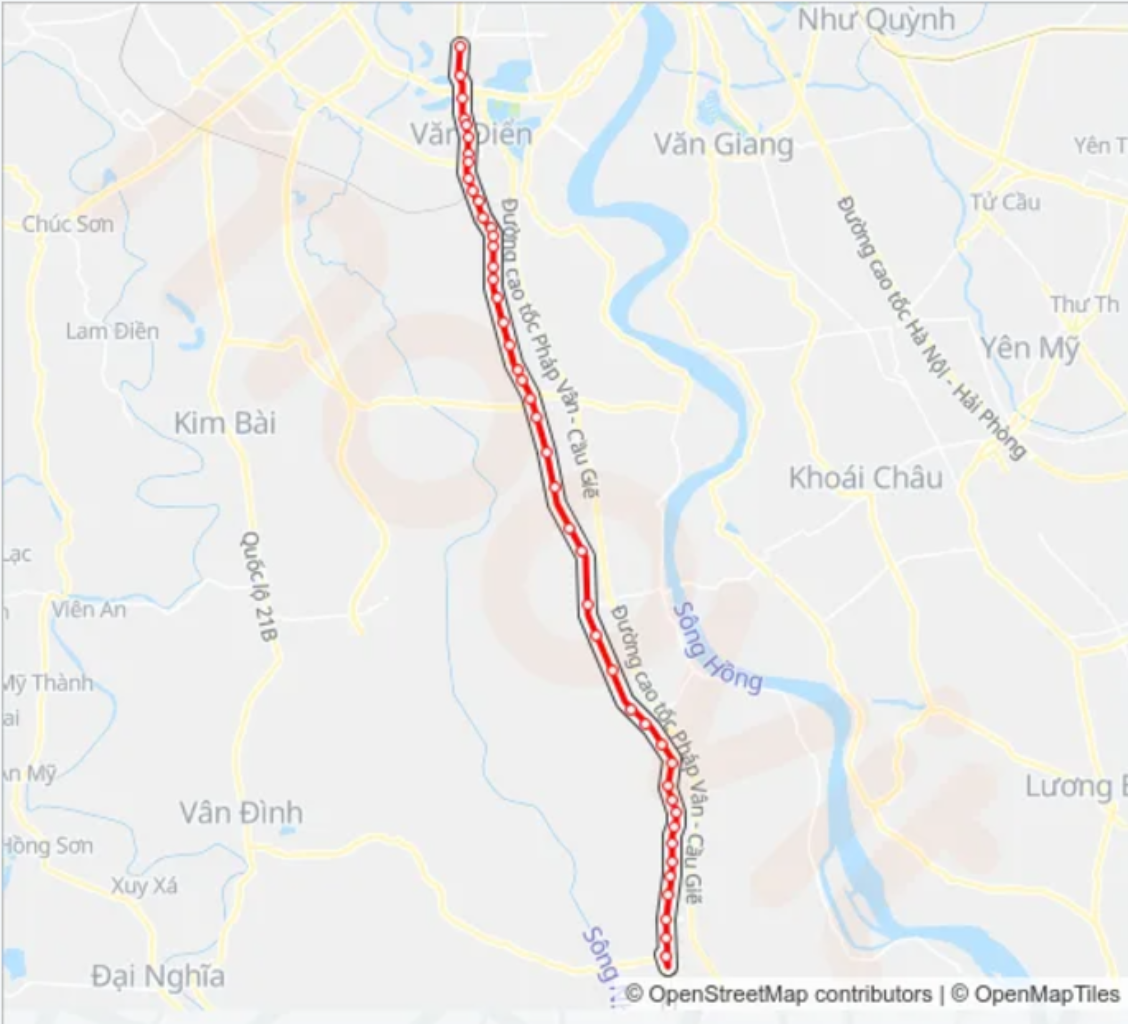 Như Quỳnh
Văn Điển
Văn Giang
Yên T
Chúc Sơn
Tử Cầu
Đường cao tốc Pháp Vân - Cầu Giẽ
Đường cao tốc Hà Nội - Hải Phòng
Lam Điền
Thư Th
Yên Mỹ
Kim Bài
Khoái Châu
Lạc
Quốc lộ 21B
Viên An
Sông Hồng
Đường cao tốc Pháp Vân - Cầu Giẽ
Mỹ Thành
ai
An Mỹ
Vân Đình
Lương B
Hồng Sơn
Xuy Xá
Đại Nghĩa
Sông N
© OpenStreetMap contributors | © OpenMapTiles